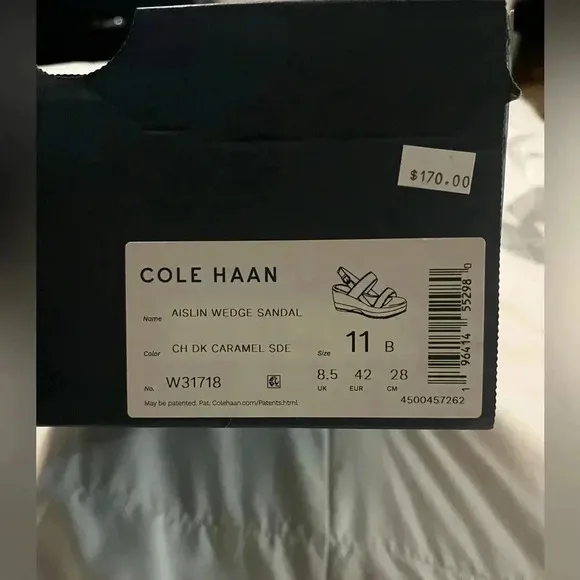 $170.00
COLE HAAN
Name AISLIN WEDGE SANDAL
Color CH DK CARAMEL SDE
Size 11 B
No. W31718
8.5 42 28
UK EUR CM
May be patented. Pat. Colehaan.com/Patents.html
4500457262
1 96414 55298 0